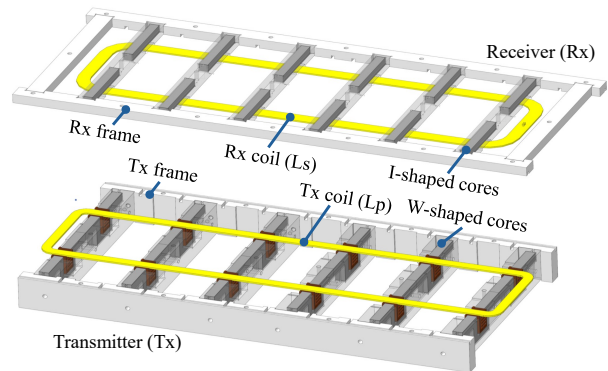 Receiver (Rx)
Rx frame
Rx coil (Ls)
I-shaped cores
Tx frame
Tx coil (Lp)
W-shaped cores
Transmitter (Tx)